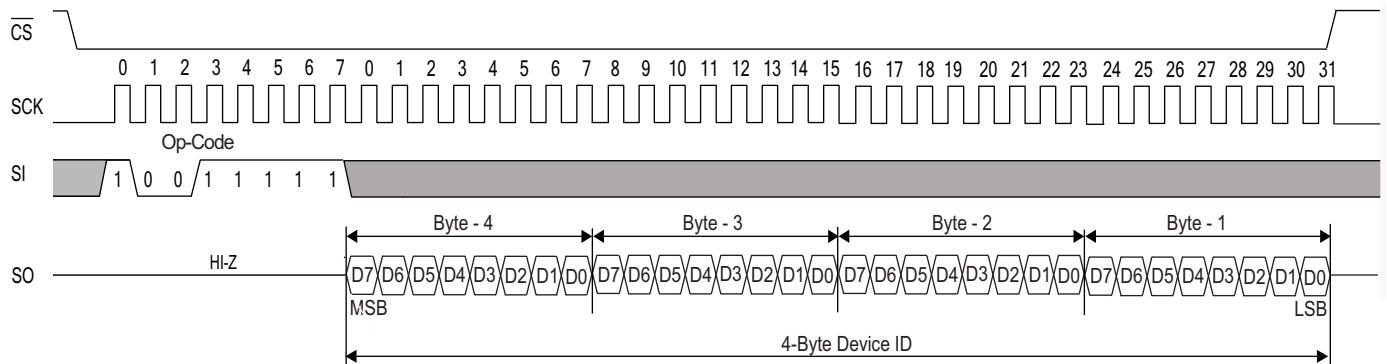 CS
0 1 2 3 4 5 6 7 0 1 2 3 4 5 6 7 8 9 10 11 12 13 14 15 16 17 18 19 20 21 22 23 24 25 26 27 28 29 30 31
SCK
Op-Code
SI 1 0 0 1 1 1 1 1
Byte - 4 Byte - 3 Byte - 2 Byte - 1
SO HI-Z D7 D6 D5 D4 D3 D2 D1 D0 D7 D6 D5 D4 D3 D2 D1 D0 D7 D6 D5 D4 D3 D2 D1 D0 D7 D6 D5 D4 D3 D2 D1 D0
MSB LSB
4-Byte Device ID